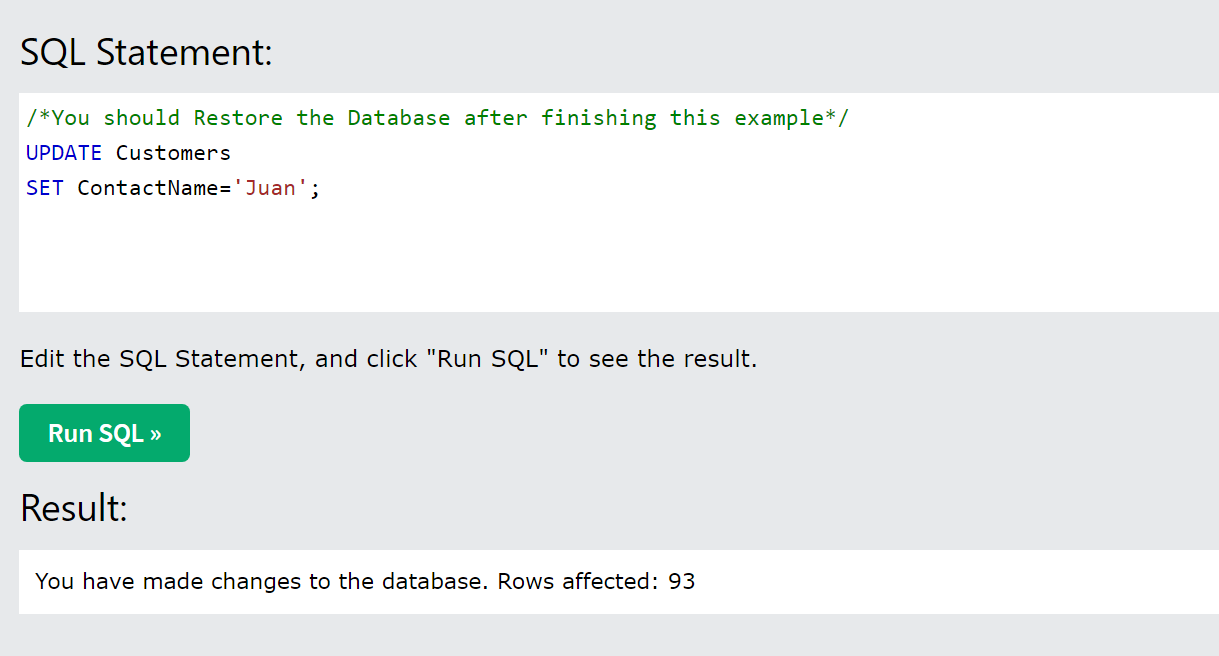 SQL Statement:
/*You should Restore the Database after finishing this example*/
UPDATE Customers
SET ContactName='Juan';
Edit the SQL Statement, and click "Run SQL" to see the result.
Run SQL »
Result:
You have made changes to the database. Rows affected: 93